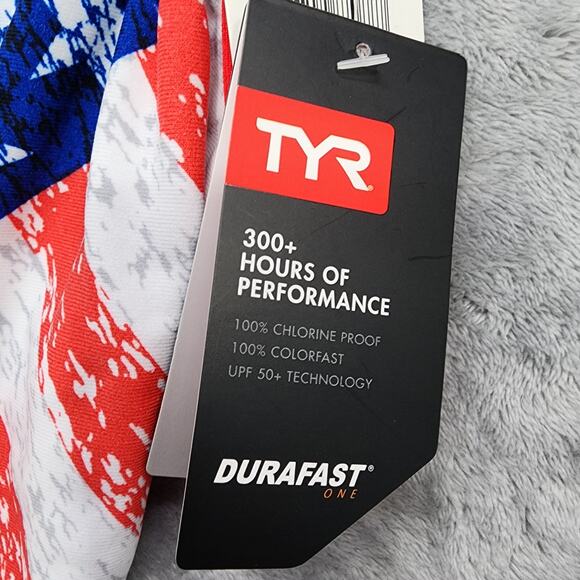 TYR
300+
HOURS OF
PERFORMANCE
100% CHLORINE PROOF
100% COLORFAST
UPF 50+ TECHNOLOGY
DURAFAST®
ONE